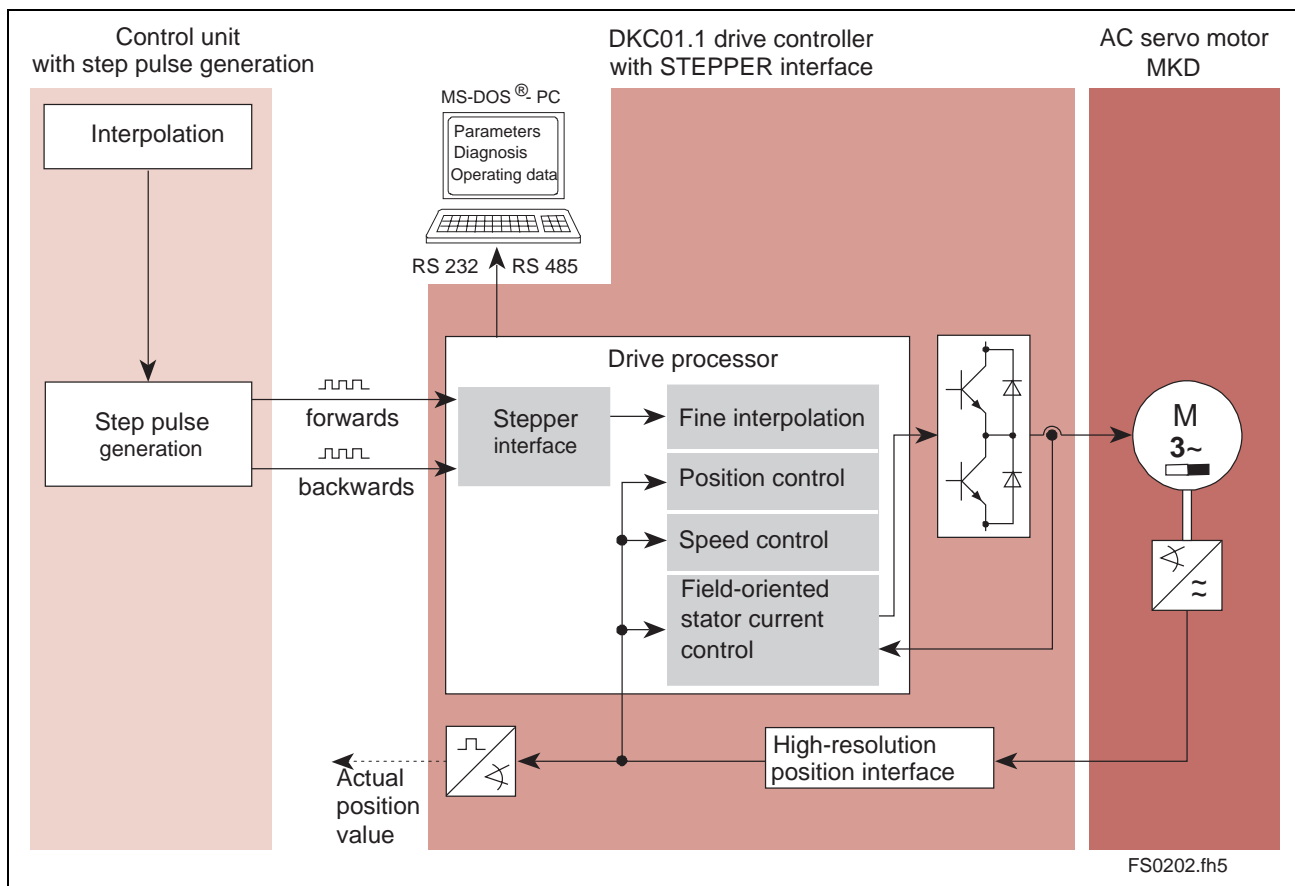 Control unit
with step pulse generation
DKC01.1 drive controller
with STEPPER interface
AC servo motor
MKD
MS-DOS ®- PC
Parameters
Diagnosis
Operating data
Interpolation
RS 232
RS 485
Drive processor
Step pulse
generation
forwards
backwards
Stepper
interface
Fine interpolation
Position control
Speed control
Field-oriented
stator current
control
M
3~
≈
High-resolution
position interface
Actual
position
value
FS0202.fh5